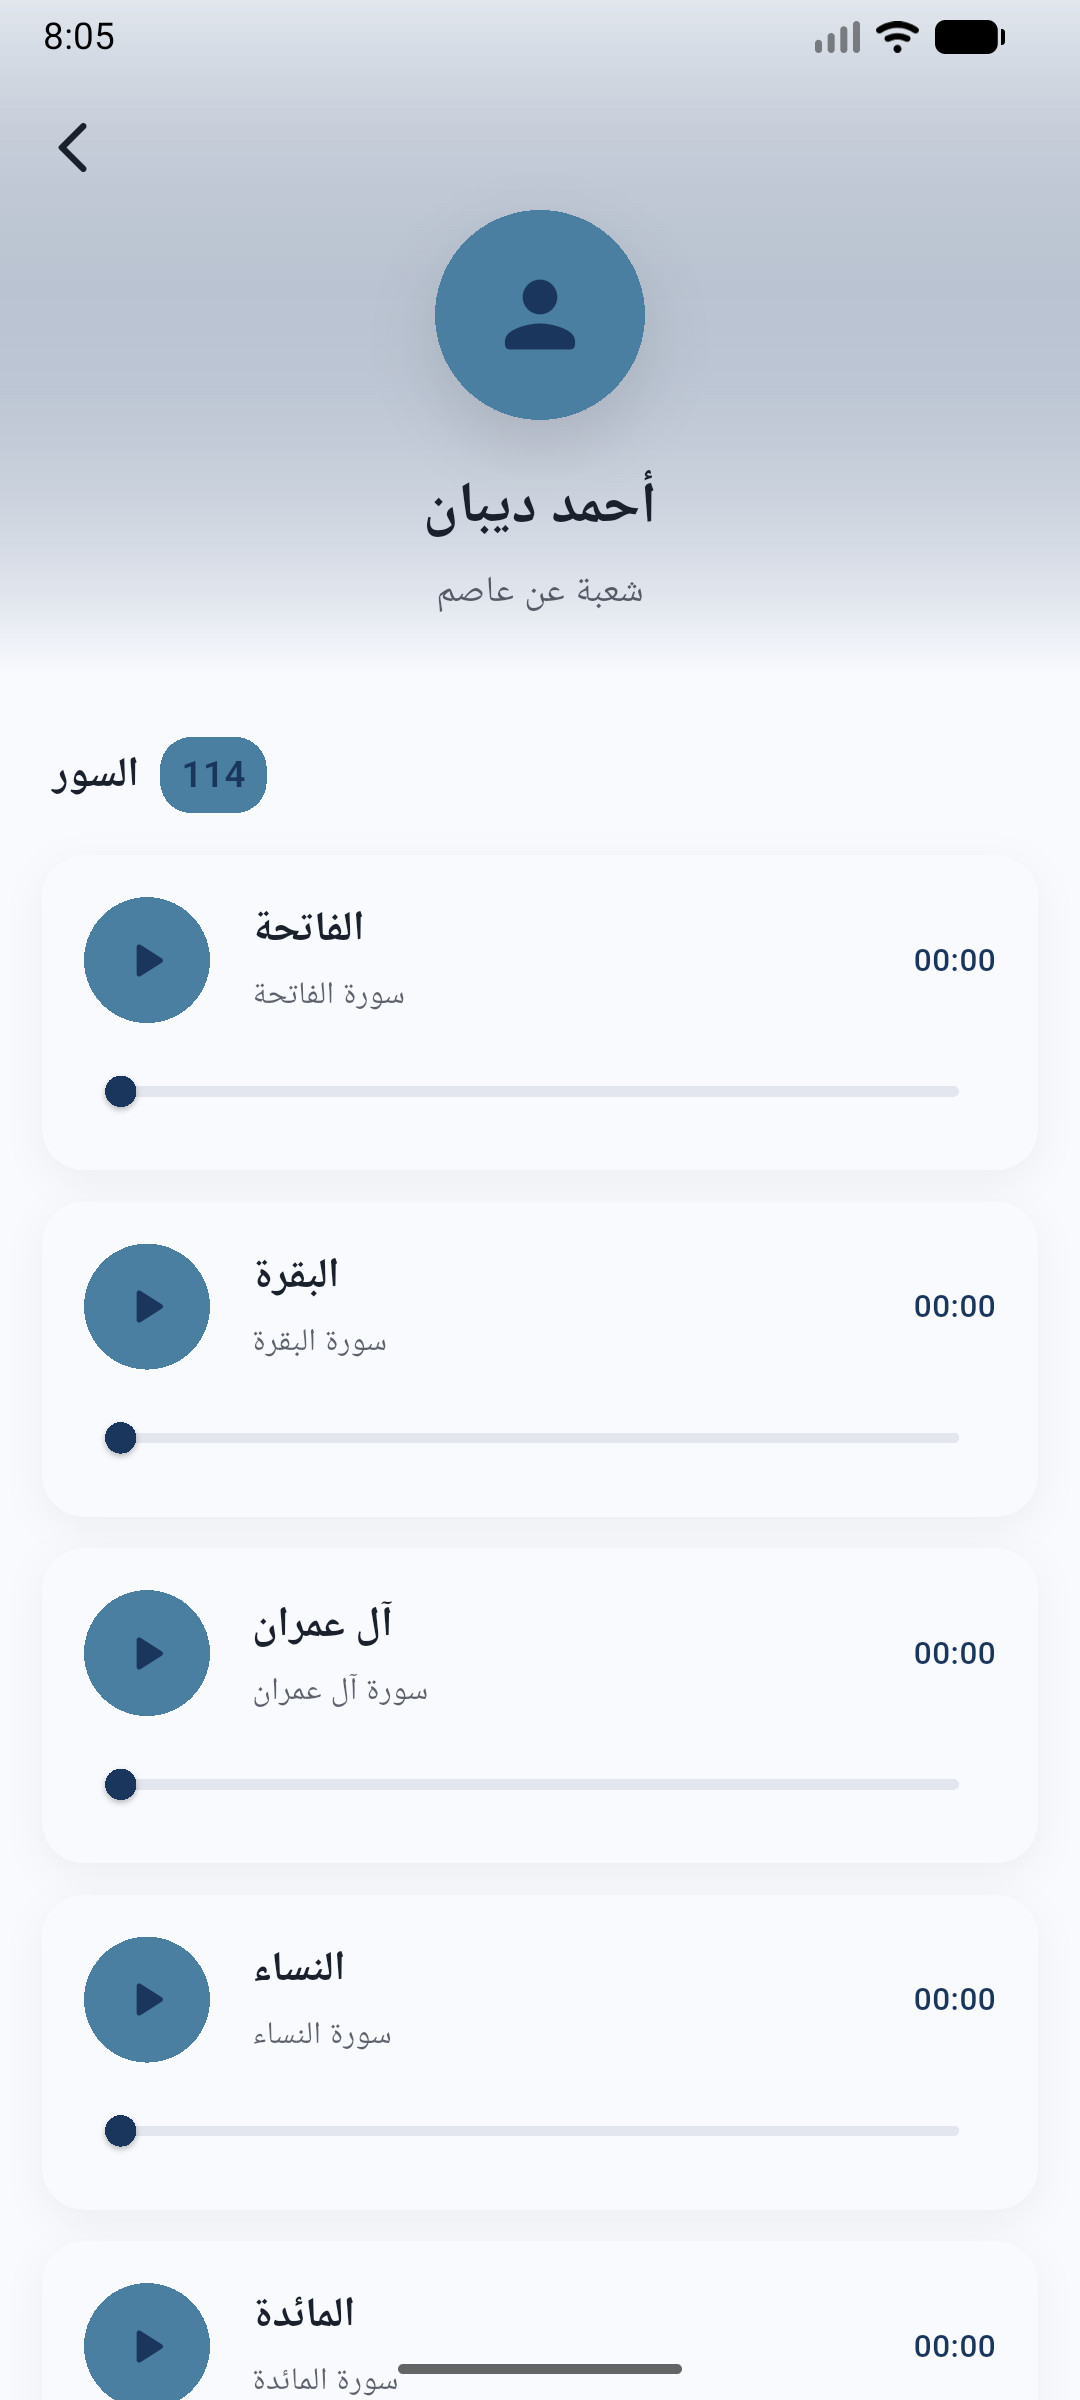 8:05
أحمد ديبان
شعبة عن عاصم
السور 114
الفاتحة
سورة الفاتحة
00:00
البقرة
سورة البقرة
00:00
آل عمران
سورة آل عمران
00:00
النساء
سورة النساء
00:00
المائدة
سورة المائدة
00:00